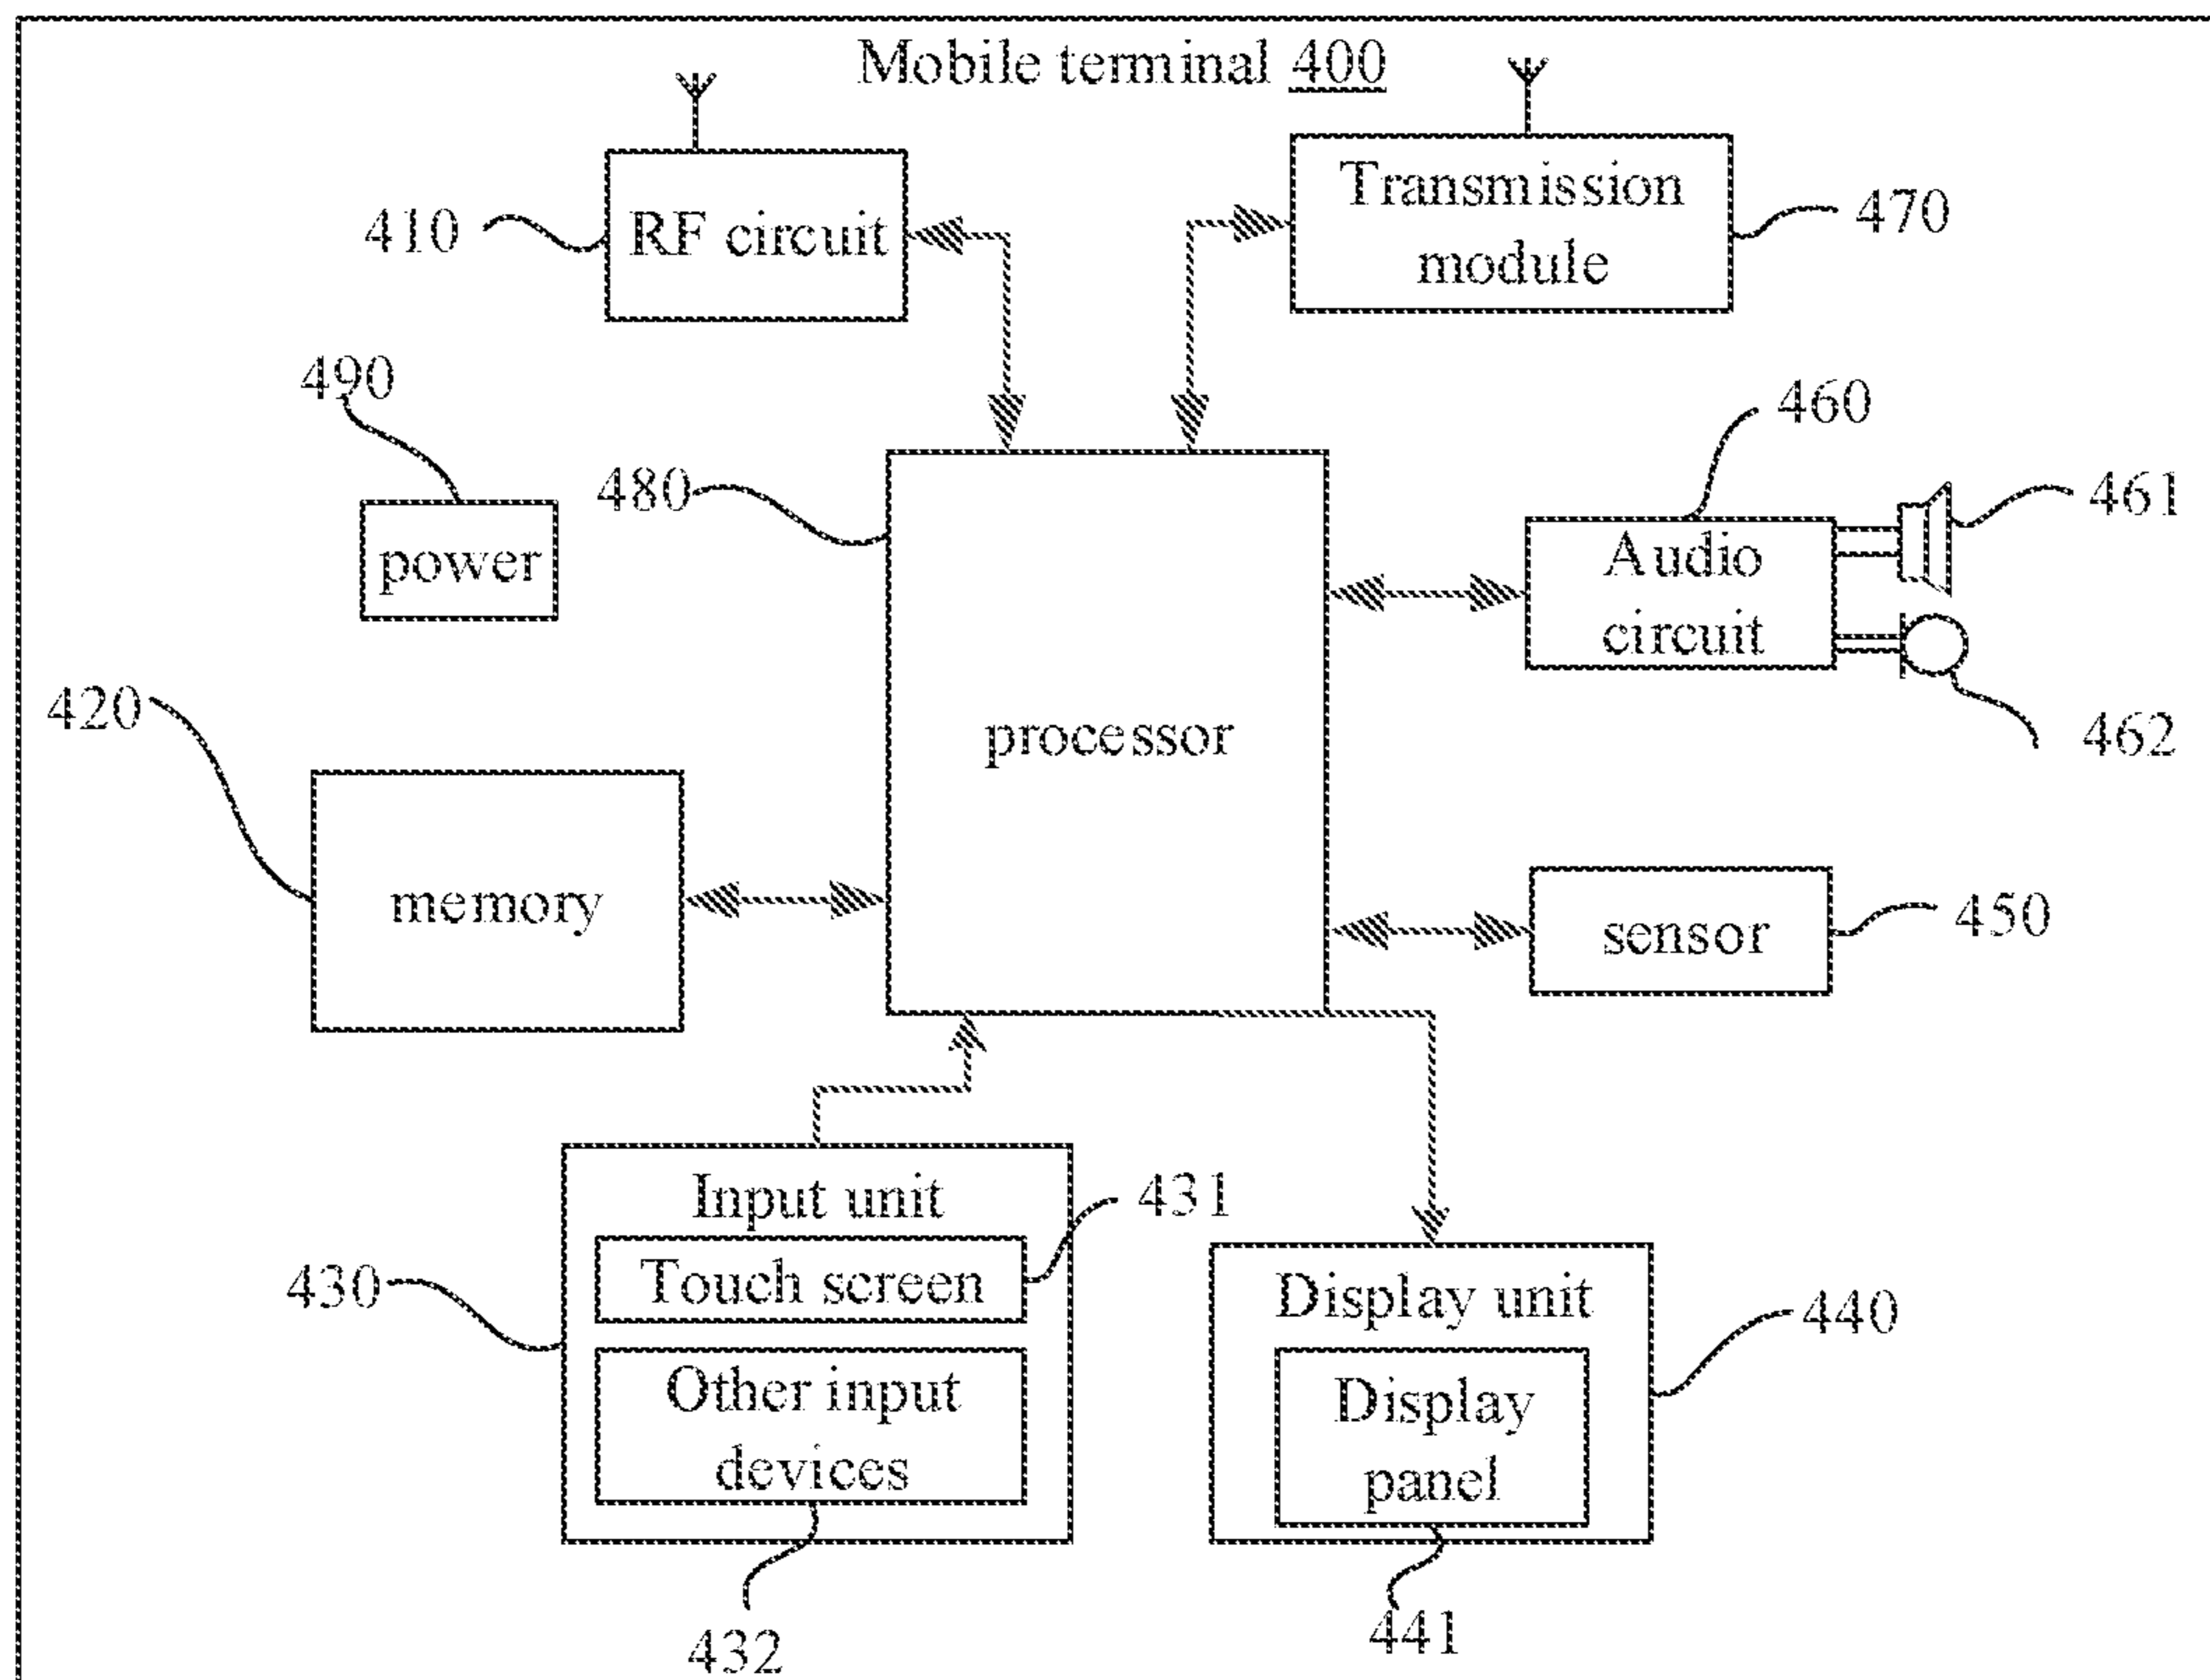 Mobile terminal 400
410
RF circuit
Transmission
module
470
490
power
480
processor
460
Audio
circuit
461
462
420
memory
sensor
450
Input unit
431
Touch screen
430
Other input
devices
432
Display unit
440
Display
panel
441